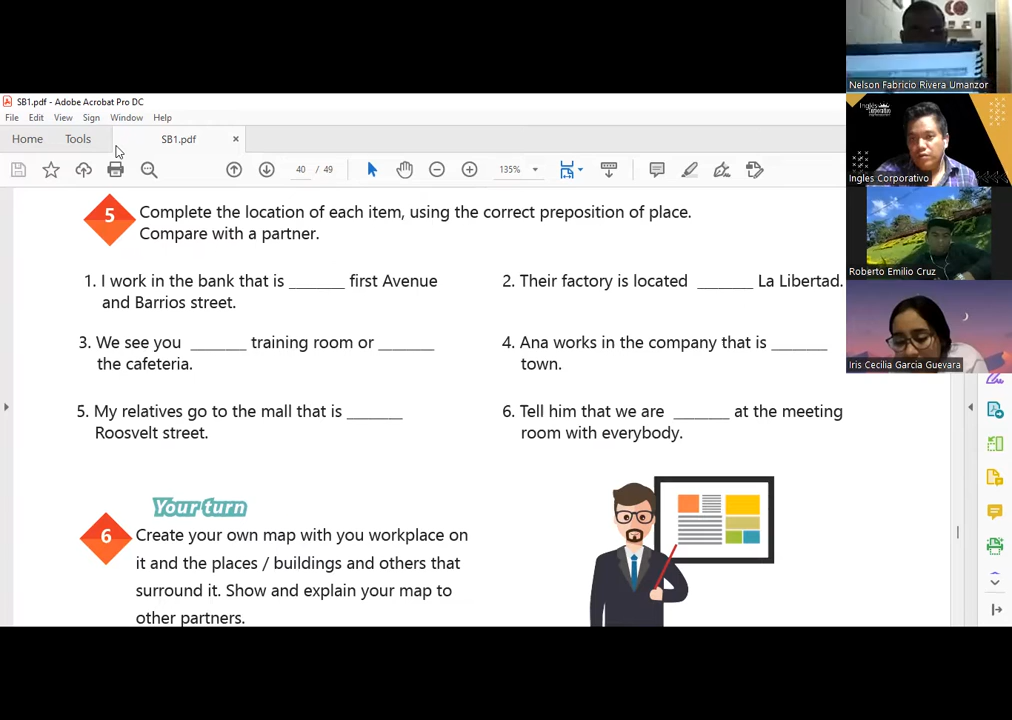 SB1.pdf - Adobe Acrobat Pro DC
File Edit View Sign Window Help
Home Tools SB1.pdf
40 / 49 135%
5 Complete the location of each item, using the correct preposition of place.
Compare with a partner.
1. I work in the bank that is _______ first Avenue
and Barrios street.
2. Their factory is located _______ La Libertad.
3. We see you _______ training room or _______
the cafeteria.
4. Ana works in the company that is _______
town.
5. My relatives go to the mall that is _______
Roosvelt street.
6. Tell him that we are _______ at the meeting
room with everybody.
Your turn
6 Create your own map with you workplace on
it and the places / buildings and others that
surround it. Show and explain your map to
other partners.
Nelson Fabricio Rivera Umanzor
Inglés
Corporativo
Ingles Corporativo
Roberto Emilio Cruz
Iris Cecilia Garcia Guevara